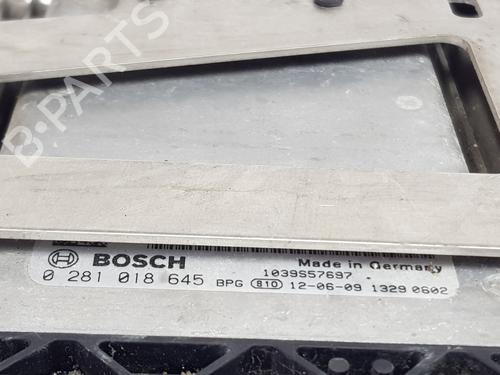 B-PARTS
BOSCH
Made in Germany
1039S57697
0 281 018 645 BPG 810 12-06-09 1329 0602